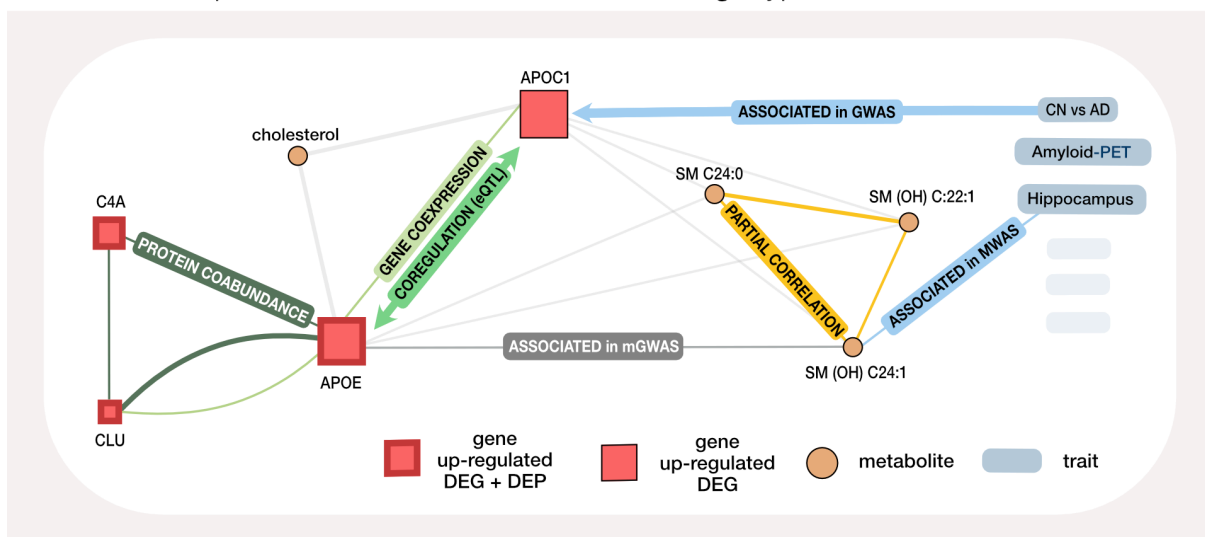 APOC1
ASSOCIATED in GWAS
CN vs AD
cholesterol
Amyloid-PET
GENE COEXPRESSION
COREGULATION (eQTL)
SM C24:0
SM (OH) C:22:1
Hippocampus
C4A
PROTEIN COABUNDANCE
PARTIAL CORRELATION
ASSOCIATED in MWAS
ASSOCIATED in mGWAS
APOE
SM (OH) C24:1
CLU
gene
up-regulated
DEG + DEP
gene
up-regulated
DEG
metabolite
trait